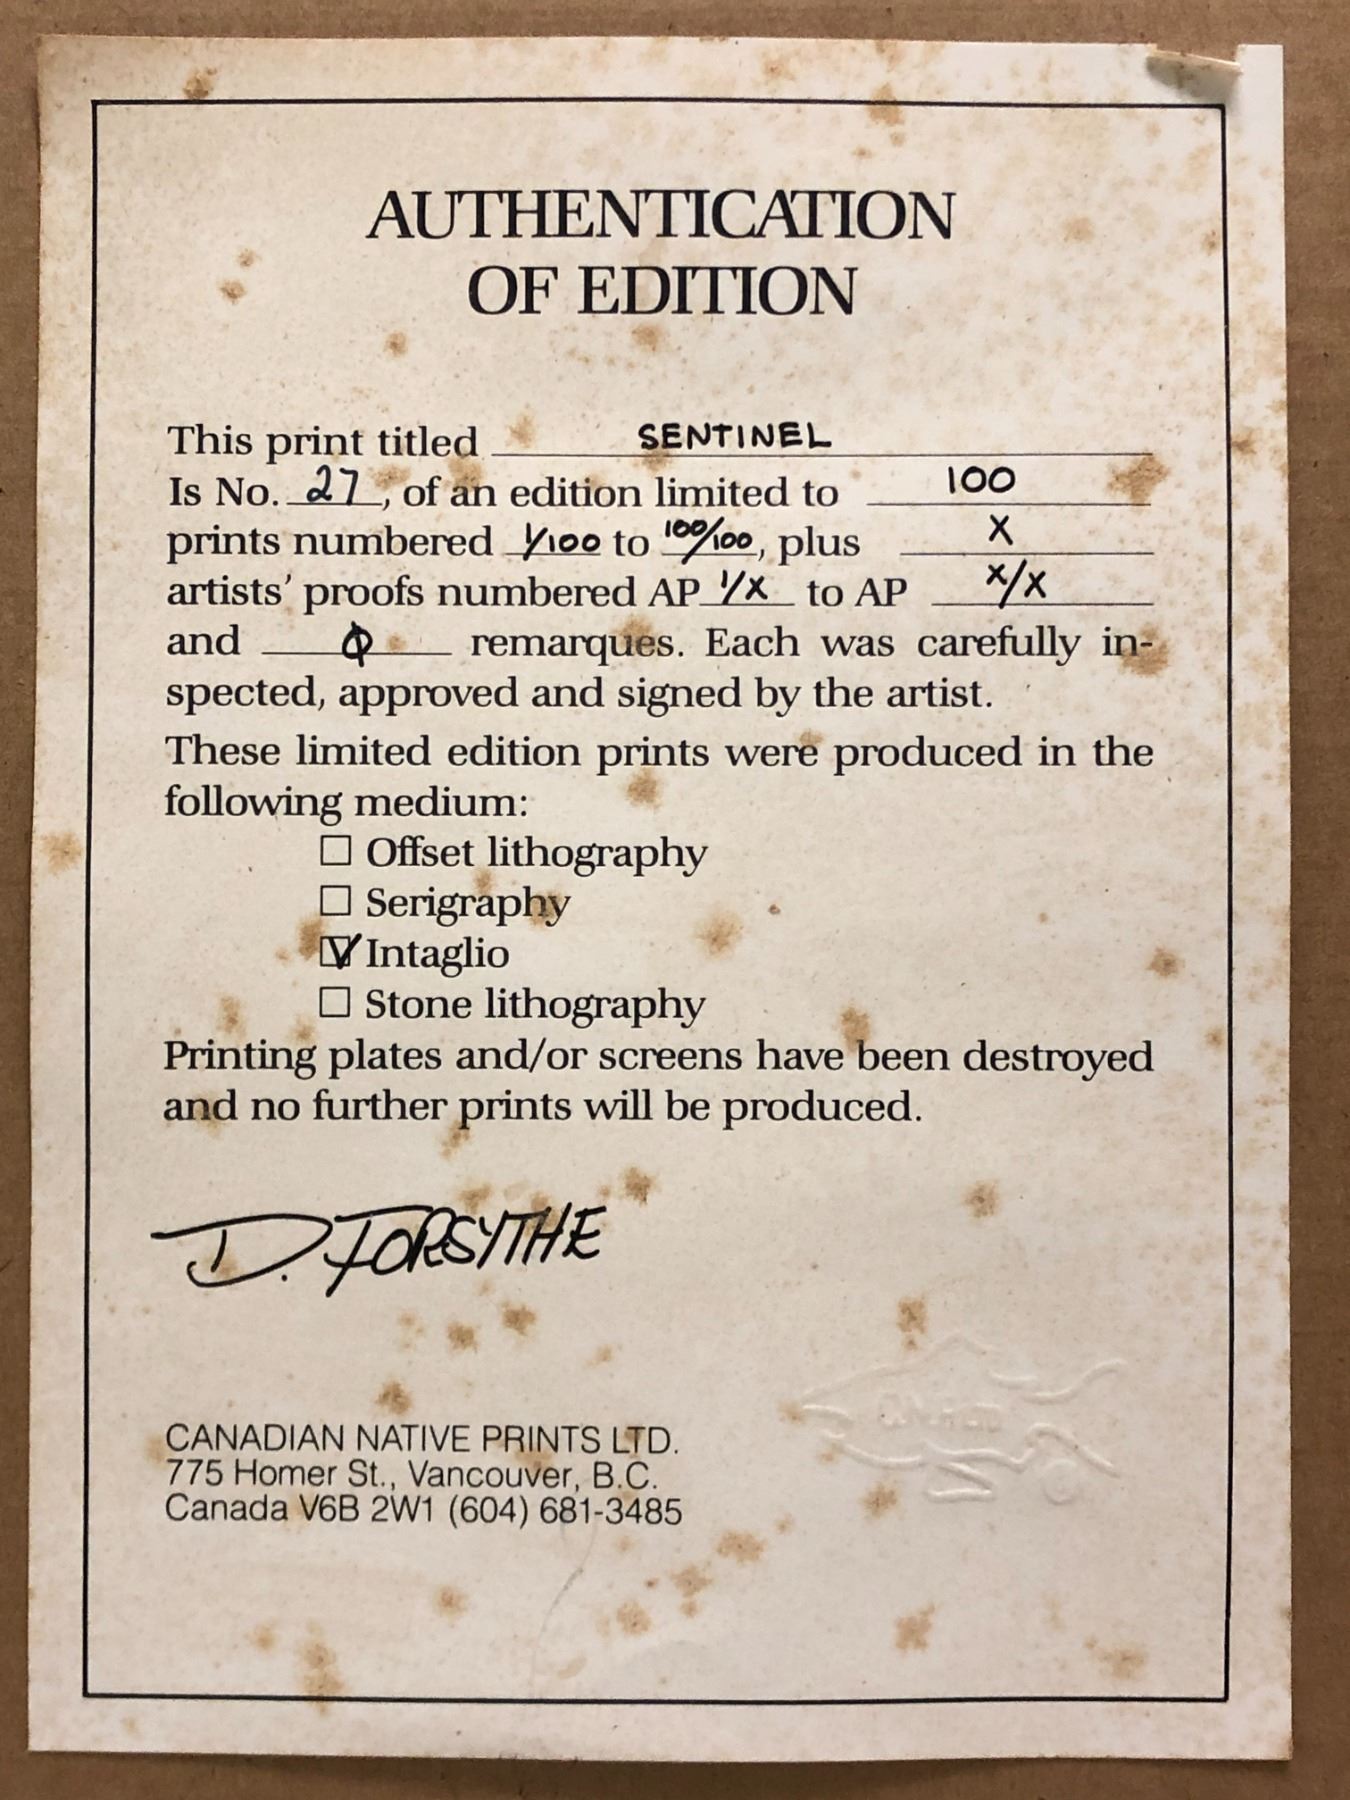 AUTHENTICATION
OF EDITION
This print titled SENTINEL
Is No. 27, of an edition limited to 100
prints numbered 1/100 to 100/100, plus X
artists' proofs numbered AP 1/X to AP X/X
and 0 remarques. Each was carefully in-
spected, approved and signed by the artist.
These limited edition prints were produced in the
following medium:
☐ Offset lithography
☐ Serigraphy
☑ Intaglio
☐ Stone lithography
Printing plates and/or screens have been destroyed
and no further prints will be produced.
D. FORSYTHE
CANADIAN NATIVE PRINTS LTD.
775 Homer St., Vancouver, B.C.
Canada V6B 2W1 (604) 681-3485